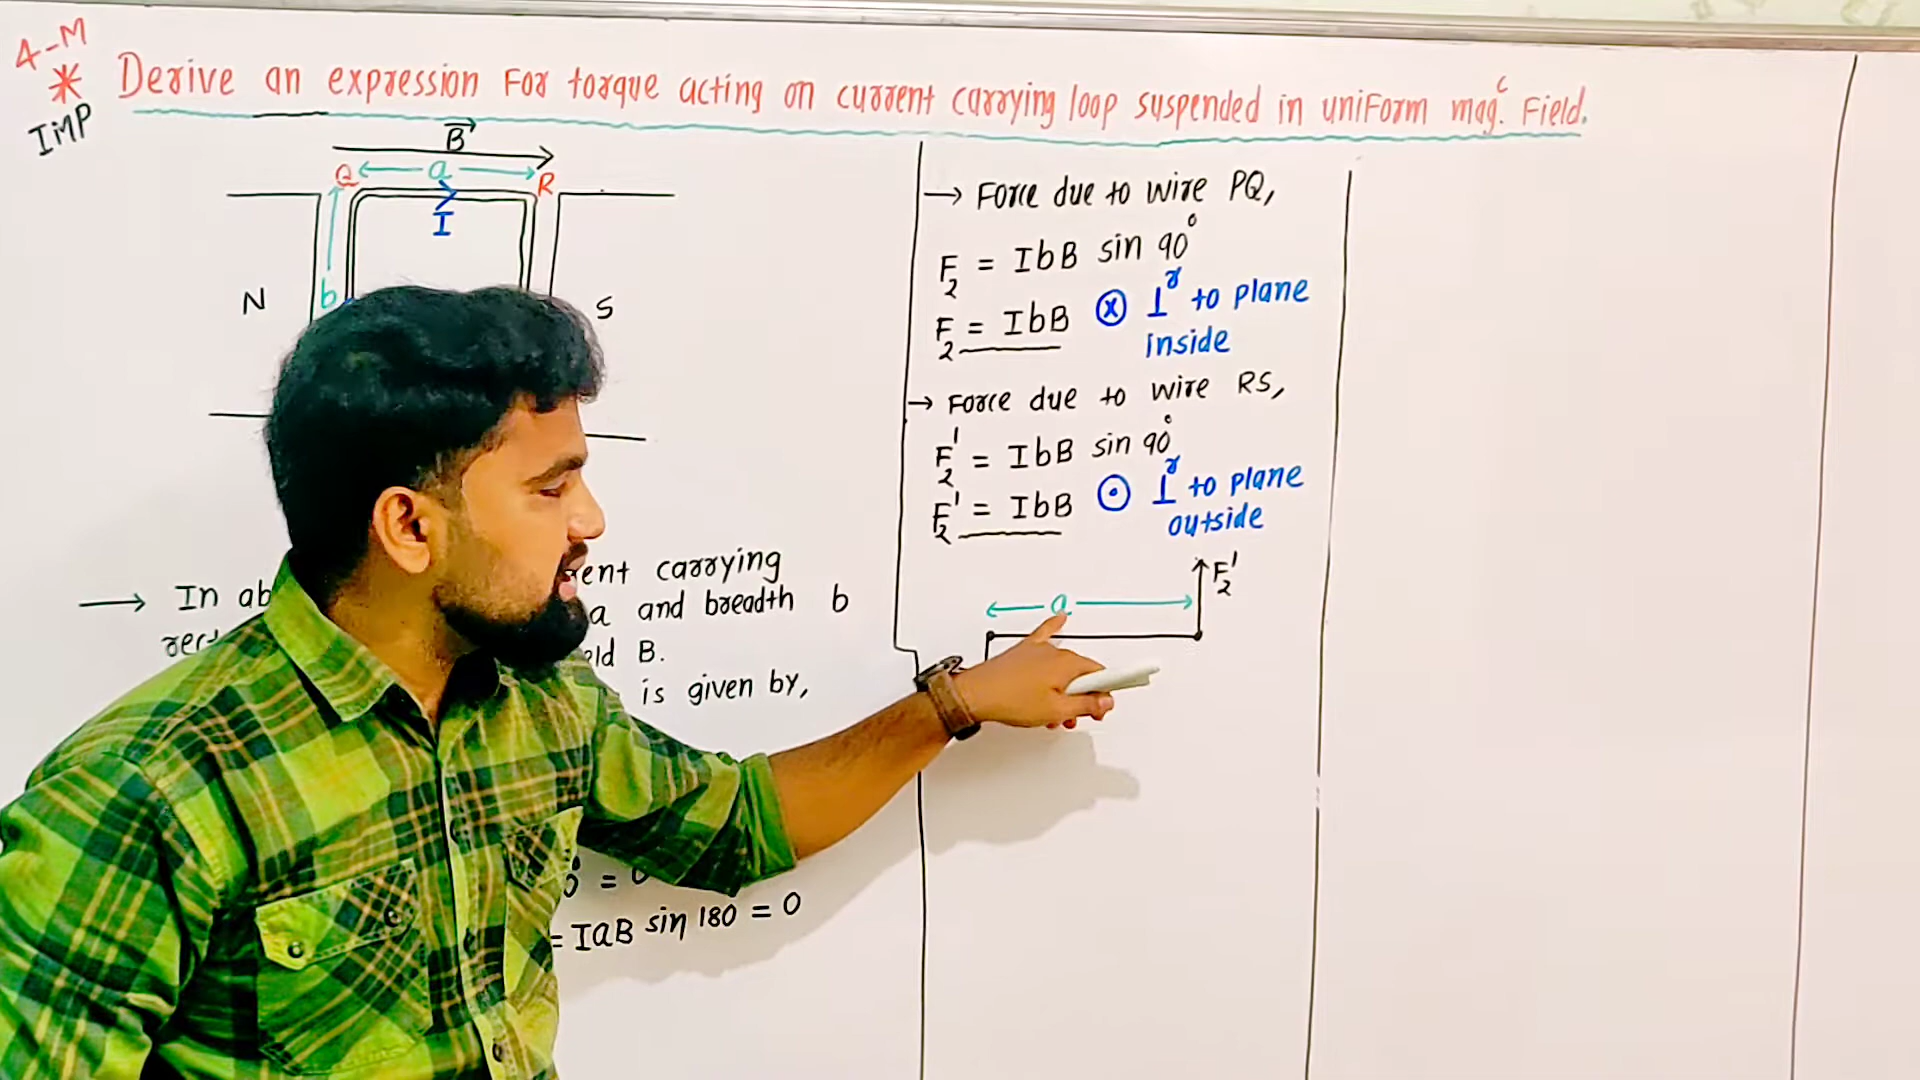 4-M
*
IMP
Derive an expression For torque acting on current carrying loop suspended in uniForm mag.c Field.
B
Q a R
I
N b S
→ In ab
carrying
a and breadth b
B.
is given by,
= IaB sin 180 = 0
→ Force due to wire PQ,
F2 = IbB sin 90°
F2 = IbB ⊗ ⊥r to plane
inside
→ Force due to wire RS,
F2' = IbB sin 90°
F2' = IbB ⊙ ⊥r to plane
outside
F2'
a